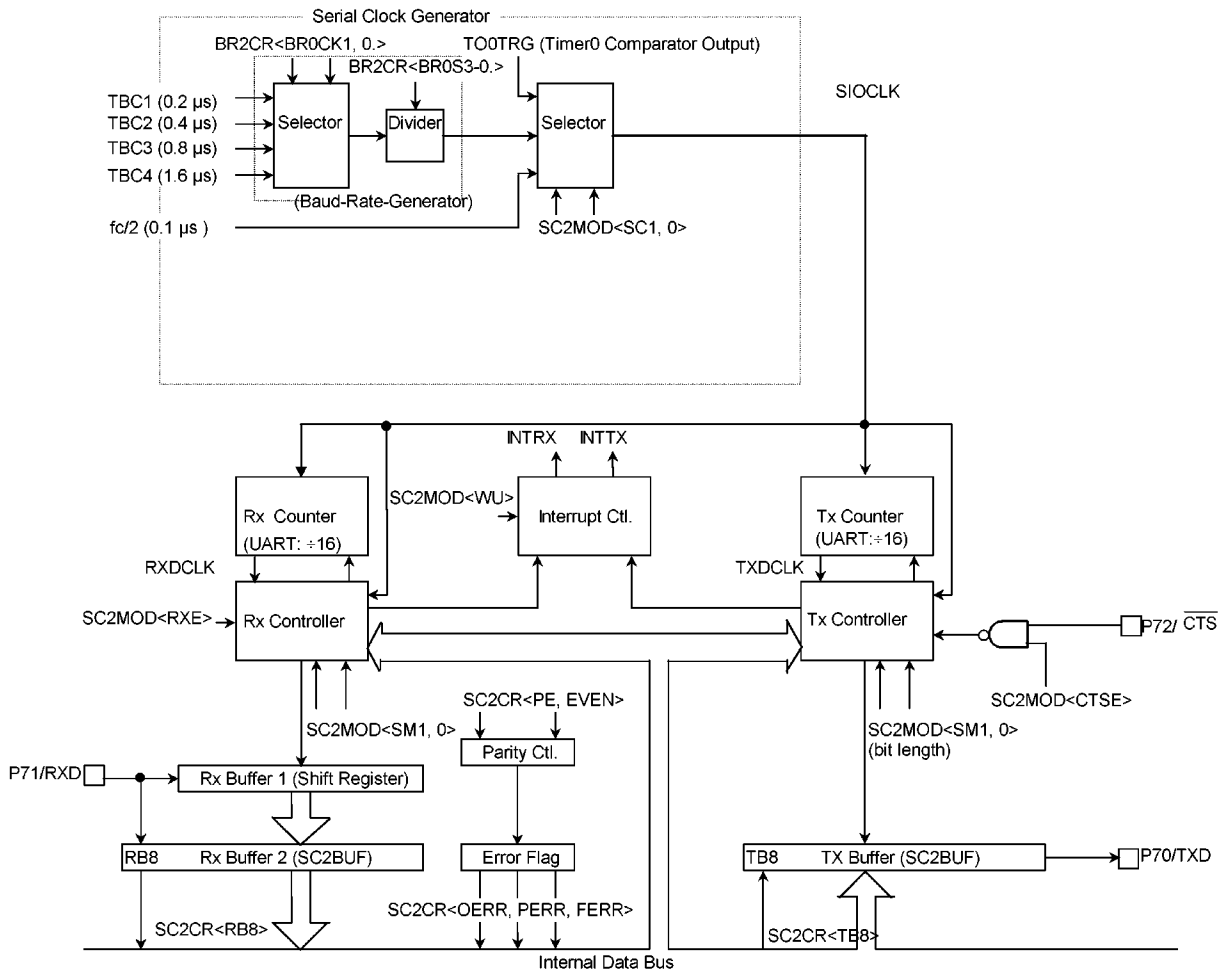 Serial Clock Generator
BR2CR<BR0CK1, 0.>
TO0TRG (Timer0 Comparator Output)
BR2CR<BR0S3-0.>
SIOCLK
TBC1 (0.2 µs)
TBC2 (0.4 µs)
TBC3 (0.8 µs)
TBC4 (1.6 µs)
Selector
Divider
Selector
(Baud-Rate-Generator)
fc/2 (0.1 µs )
SC2MOD<SC1, 0>
INTRX
INTTX
SC2MOD<WU>
Rx Counter
(UART: ÷16)
Interrupt Ctl.
Tx Counter
(UART:÷16)
RXDCLK
TXDCLK
SC2MOD<RXE>
Rx Controller
Tx Controller
P72/ CTS
SC2MOD<CTSE>
SC2MOD<SM1, 0>
SC2CR<PE, EVEN>
SC2MOD<SM1, 0>
(bit length)
Parity Ctl.
P71/RXD
Rx Buffer 1 (Shift Register)
RB8
Rx Buffer 2 (SC2BUF)
Error Flag
TB8
TX Buffer (SC2BUF)
P70/TXD
SC2CR<OERR, PERR, FERR>
SC2CR<RB8>
SC2CR<TB8>
Internal Data Bus